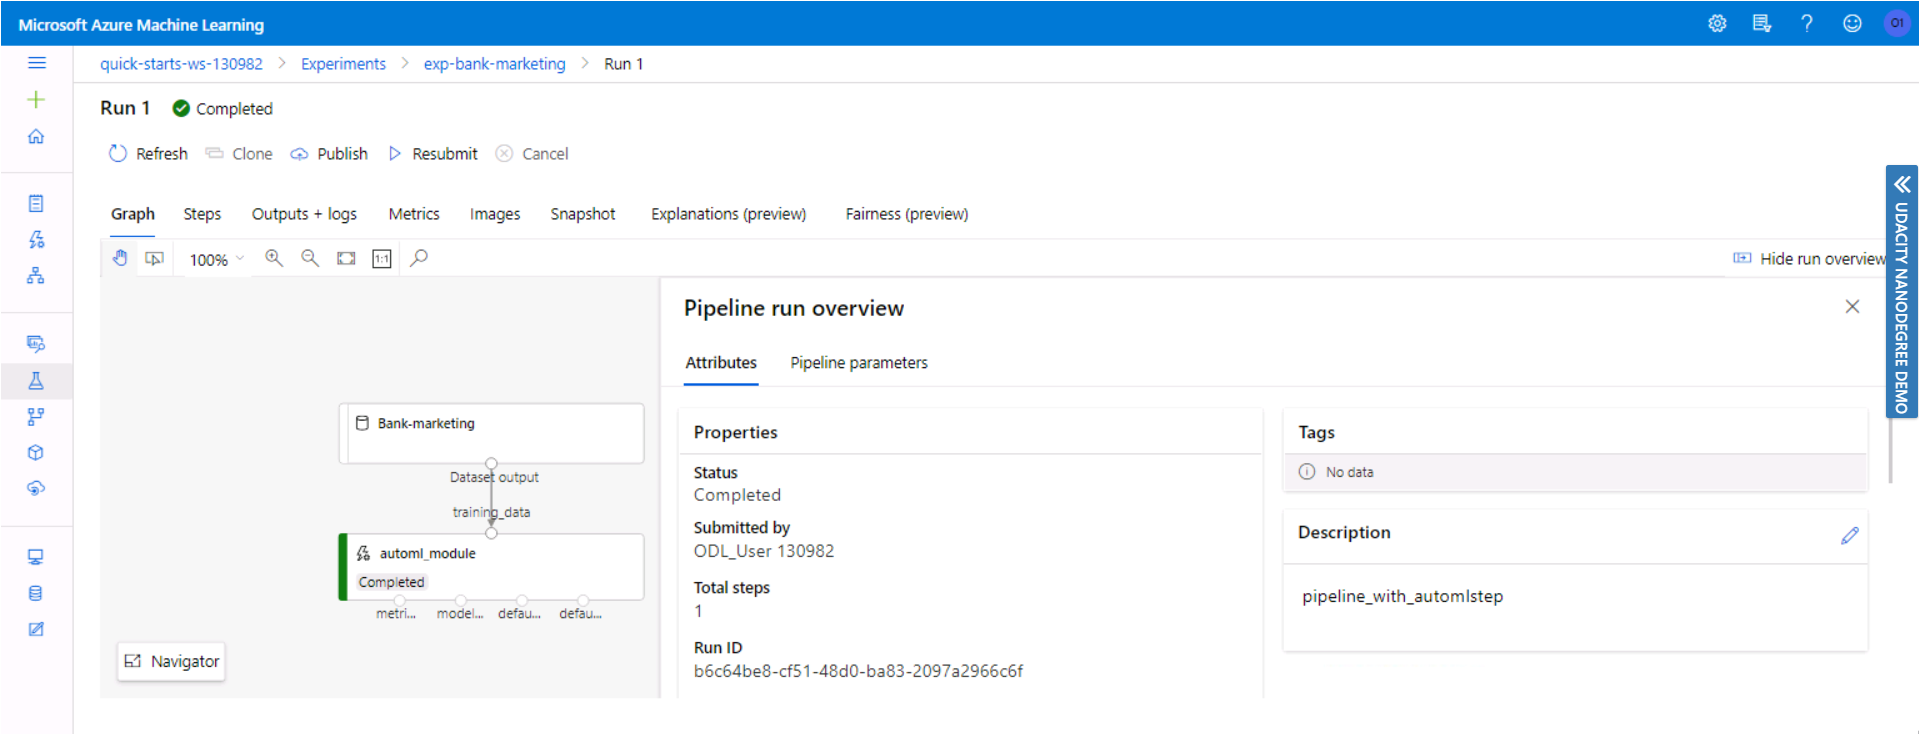 Microsoft Azure Machine Learning
O1
quick-starts-ws-130982 > Experiments > exp-bank-marketing > Run 1
Run 1 Completed
Refresh Clone Publish Resubmit Cancel
Graph Steps Outputs + logs Metrics Images Snapshot Explanations (preview) Fairness (preview)
100% 1:1 Hide run overview
UDACITY NANODEGREE DEMO
Pipeline run overview
Attributes Pipeline parameters
Bank-marketing
Dataset output
training_data
automl_module
Completed
metri... model... defau... defau...
Navigator
Properties
Status
Completed
Submitted by
ODL_User 130982
Total steps
1
Run ID
b6c64be8-cf51-48d0-ba83-2097a2966c6f
Tags
No data
Description
pipeline_with_automlstep